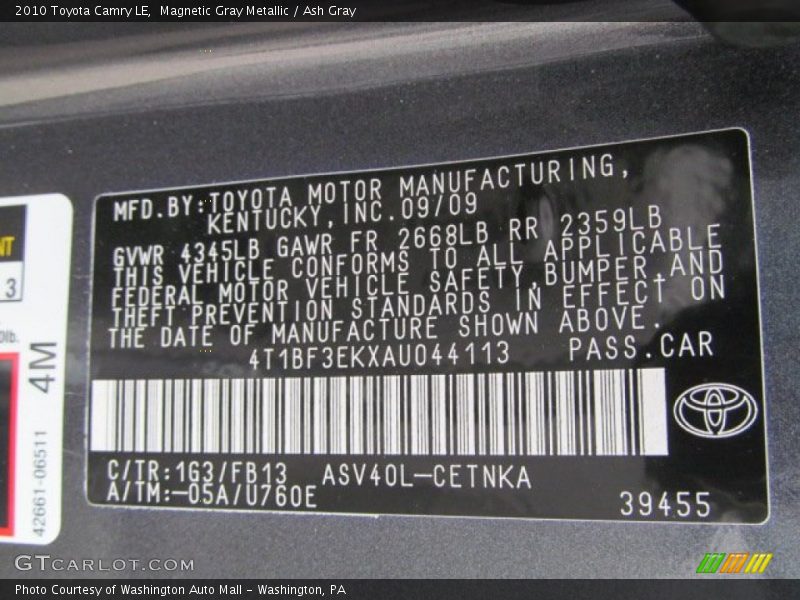 2010 Toyota Camry LE, Magnetic Gray Metallic / Ash Gray
MFD.BY:TOYOTA MOTOR MANUFACTURING,
KENTUCKY,INC.09/09
GVWR 4345LB GAWR FR 2668LB RR 2359LB
THIS VEHICLE CONFORMS TO ALL APPLICABLE
FEDERAL MOTOR VEHICLE SAFETY,BUMPER,AND
THEFT PREVENTION STANDARDS IN EFFECT ON
THE DATE OF MANUFACTURE SHOWN ABOVE.
4T1BF3EKXAU044113 PASS.CAR
C/TR:1G3/FB13 ASV40L-CETNKA
A/TM:-05A/U760E
39455
NT
3
0lb.
4M
42661-06511
GTCARLOT.COM
Photo Courtesy of Washington Auto Mall - Washington, PA